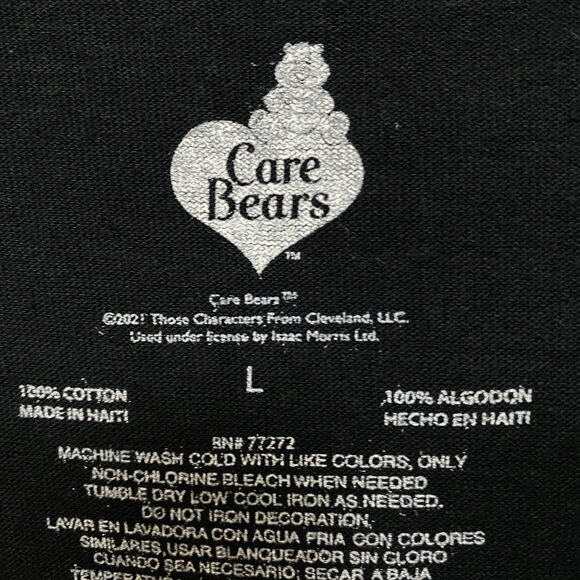 Care
Bears
TM
Care Bears™
©2021 Those Characters From Cleveland, LLC.
Used under license by Isaac Morris Ltd.
L
100% COTTON
MADE IN HAITI
100% ALGODON
HECHO EN HAITI
RN# 77272
MACHINE WASH COLD WITH LIKE COLORS, ONLY
NON-CHLORINE BLEACH WHEN NEEDED
TUMBLE DRY LOW COOL IRON AS NEEDED.
DO NOT IRON DECORATION.
LAVAR EN LAVADORA CON AGUA FRIA CON COLORES
SIMILARES, USAR BLANQUEADOR SIN CLORO
CUANDO SEA NECESARIO; SECAR A BAJA